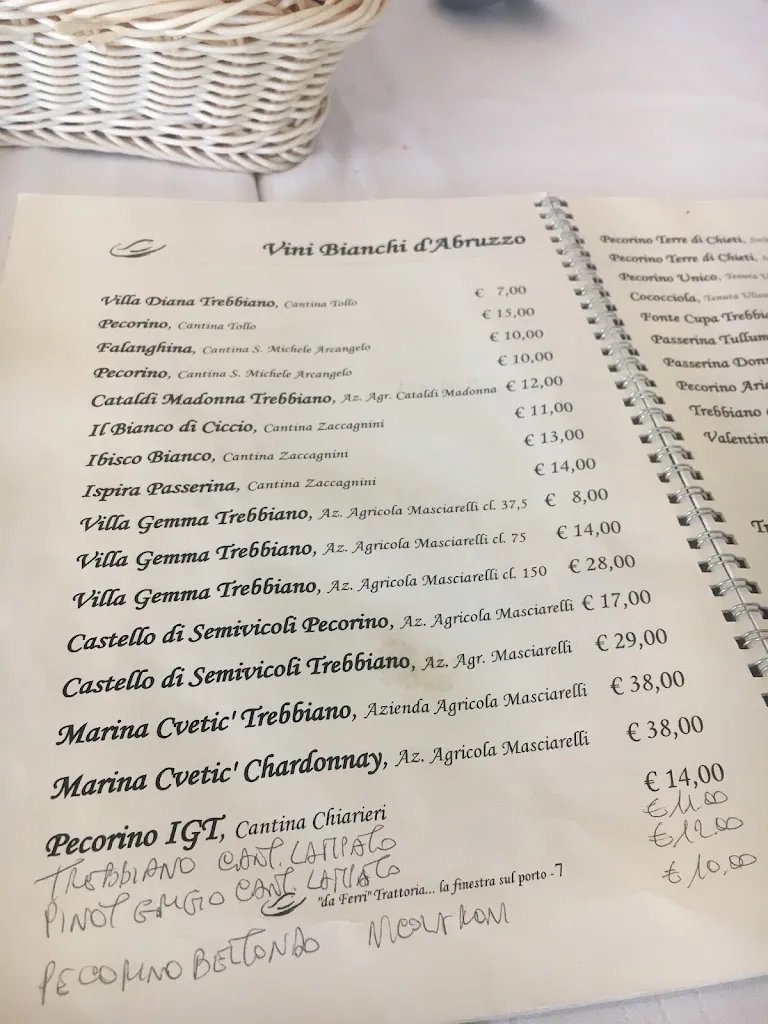 Vini Bianchi d'Abruzzo
Villa Diana Trebbiano, Cantina Tollo € 7,00
Pecorino, Cantina Tollo € 15,00
Falanghina, Cantina S. Michele Arcangelo € 10,00
Pecorino, Cantina S. Michele Arcangelo € 10,00
Cataldi Madonna Trebbiano, Az. Agr. Cataldi Madonna € 12,00
Il Bianco di Ciccio, Cantina Zaccagnini € 11,00
Ibisco Bianco, Cantina Zaccagnini € 13,00
Ispira Passerina, Cantina Zaccagnini € 14,00
Villa Gemma Trebbiano, Az. Agricola Masciarelli cl. 37,5 € 8,00
Villa Gemma Trebbiano, Az. Agricola Masciarelli cl. 75 € 14,00
Villa Gemma Trebbiano, Az. Agricola Masciarelli cl. 150 € 28,00
Castello di Semivicoli Pecorino, Az. Agricola Masciarelli € 17,00
Castello di Semivicoli Trebbiano, Az. Agr. Masciarelli € 29,00
Marina Cvetic' Trebbiano, Azienda Agricola Masciarelli € 38,00
Marina Cvetic' Chardonnay, Az. Agricola Masciarelli € 38,00
Pecorino IGT, Cantina Chiarieri € 14,00
TREBBIANO CANT. € 11.00
PINOT GRIGIO CANT. € 12.00
"da Ferri" Trattoria... la finestra sul porto -7
PECORINO € 10,00
Pecorino Terre di Chieti,
Pecorino Terre di Chieti,
Pecorino Unico, Tenuta
Cococciola, Tenuta
Fonte Cupa
Passerina
Passerina
Pecorino
Trebbiano